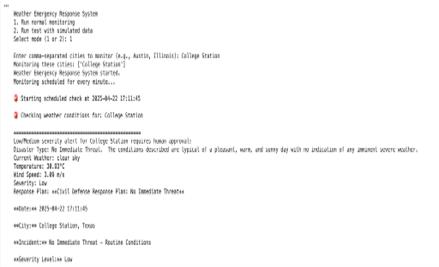 Weather Emergency Response System
1. Run normal monitoring
2. Run test with simulated data
Select mode (1 or 2): 1
Enter comma-separated cities to monitor (e.g., Austin, Illinois): College Station
Monitoring these cities: ['College Station']
Weather Emergency Response System started.
Monitoring scheduled for every minute...
Starting scheduled check at 2025-04-22 17:11:45
Checking weather conditions for: College Station
==================================================
Low/Medium severity alert for College Station requires human approval:
Disaster Type: No Immediate Threat. The conditions described are typical of a pleasant, warm, and sunny day with no indication of any imminent severe weather.
Current Weather: clear sky
Temperature: 30.03°C
Wind Speed: 3.09 m/s
Severity: Low
Response Plan: **Civil Defense Response Plan: No Immediate Threat**
**Date:** 2025-04-22 17:11:45
**City:** College Station, Texas
**Incident:** No Immediate Threat - Routine Conditions
**Severity Level:** Low